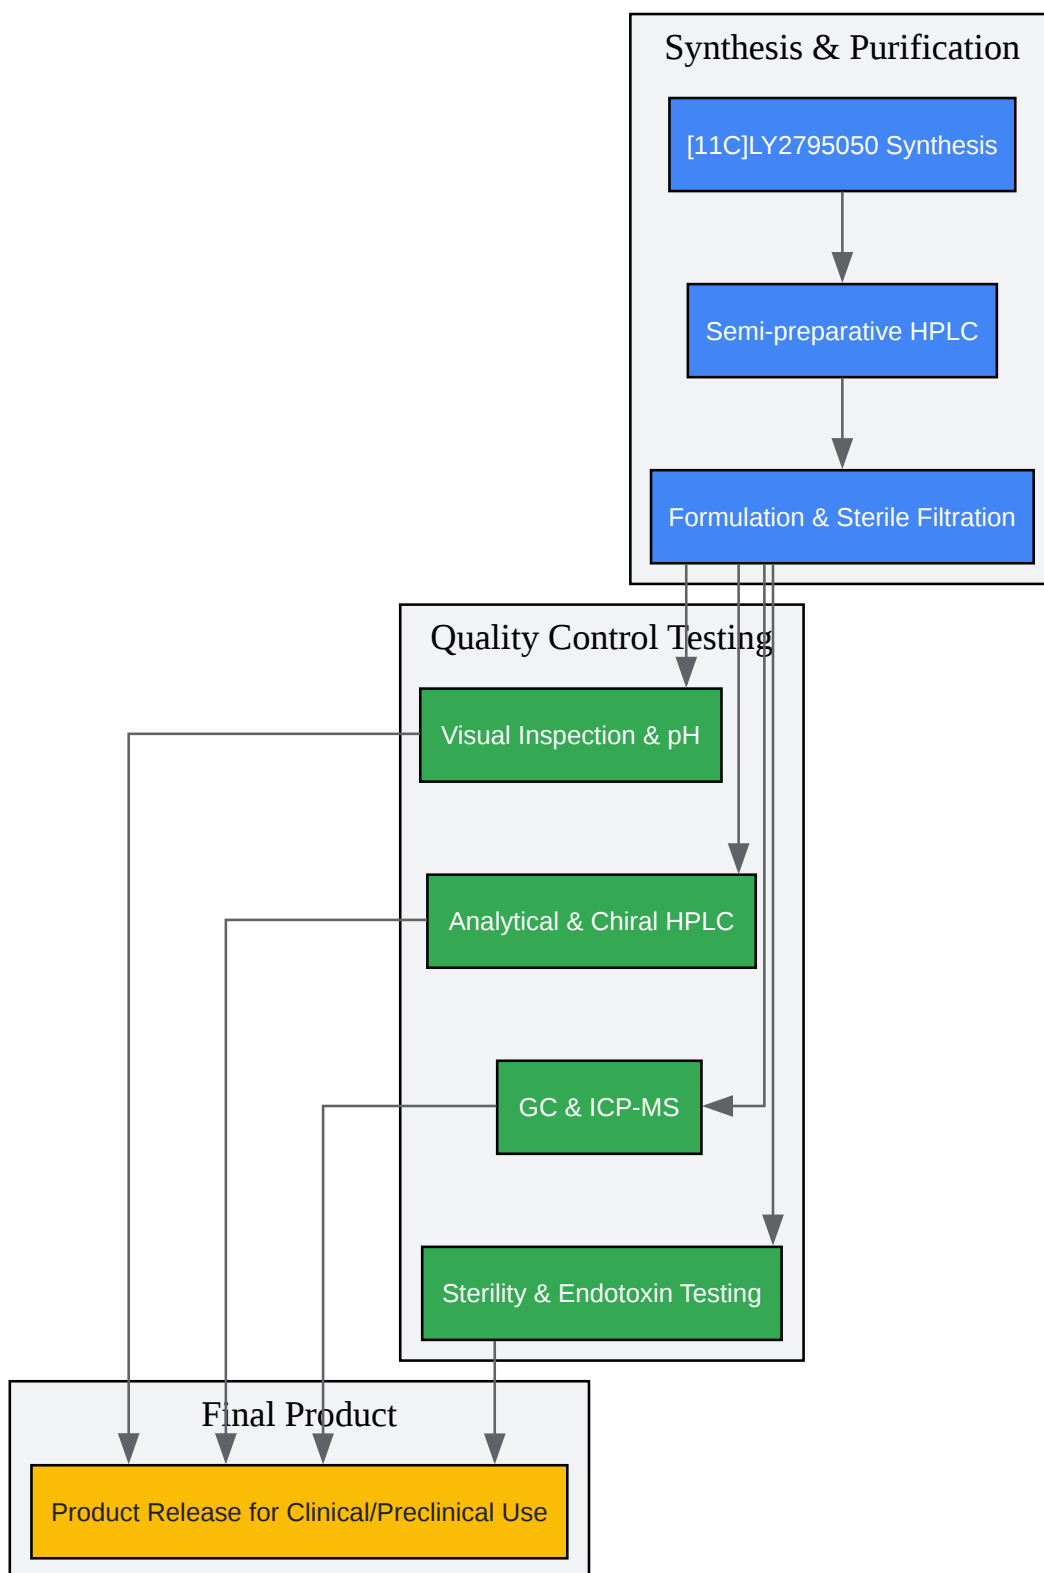 Synthesis & Purification
[11C]LY2795050 Synthesis
Semi-preparative HPLC
Formulation & Sterile Filtration
Quality Control Testing
Visual Inspection & pH
Analytical & Chiral HPLC
GC & ICP-MS
Sterility & Endotoxin Testing
Final Product
Product Release for Clinical/Preclinical Use